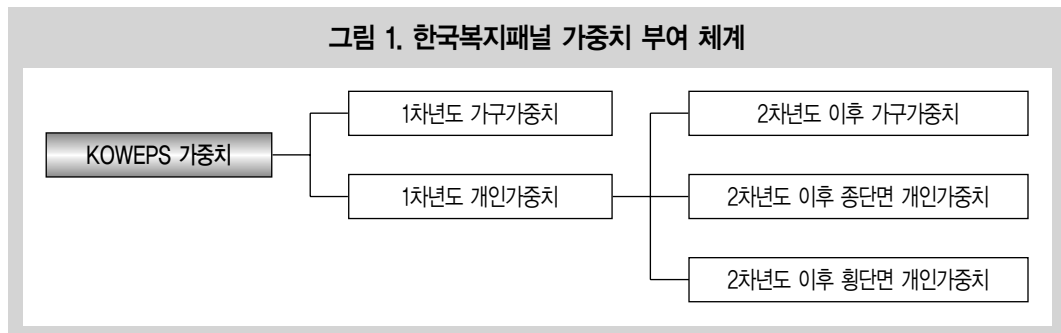 그림 1. 한국복지패널 가중치 부여 체계
1차년도 가구가중치
2차년도 이후 가구가중치
KOWEPS 가중치
1차년도 개인가중치
2차년도 이후 종단면 개인가중치
2차년도 이후 횡단면 개인가중치